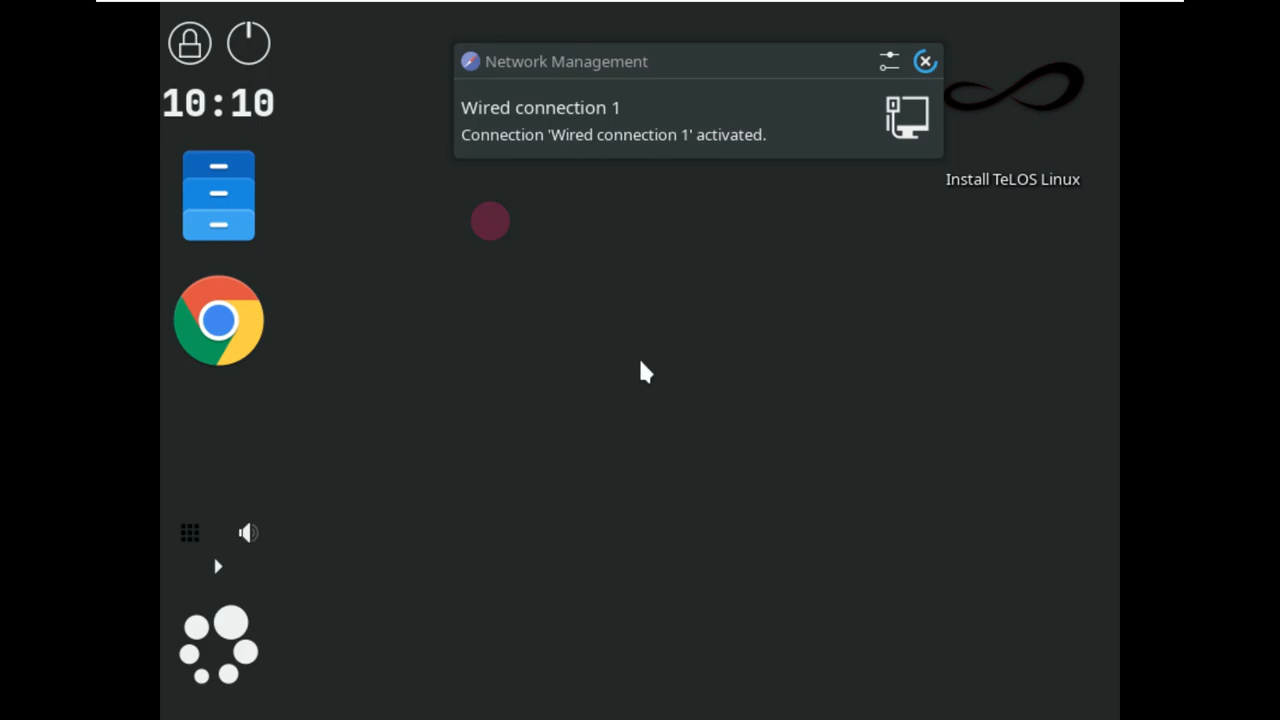 10:10
Network Management
Wired connection 1
Connection 'Wired connection 1' activated.
Install TeLOS Linux